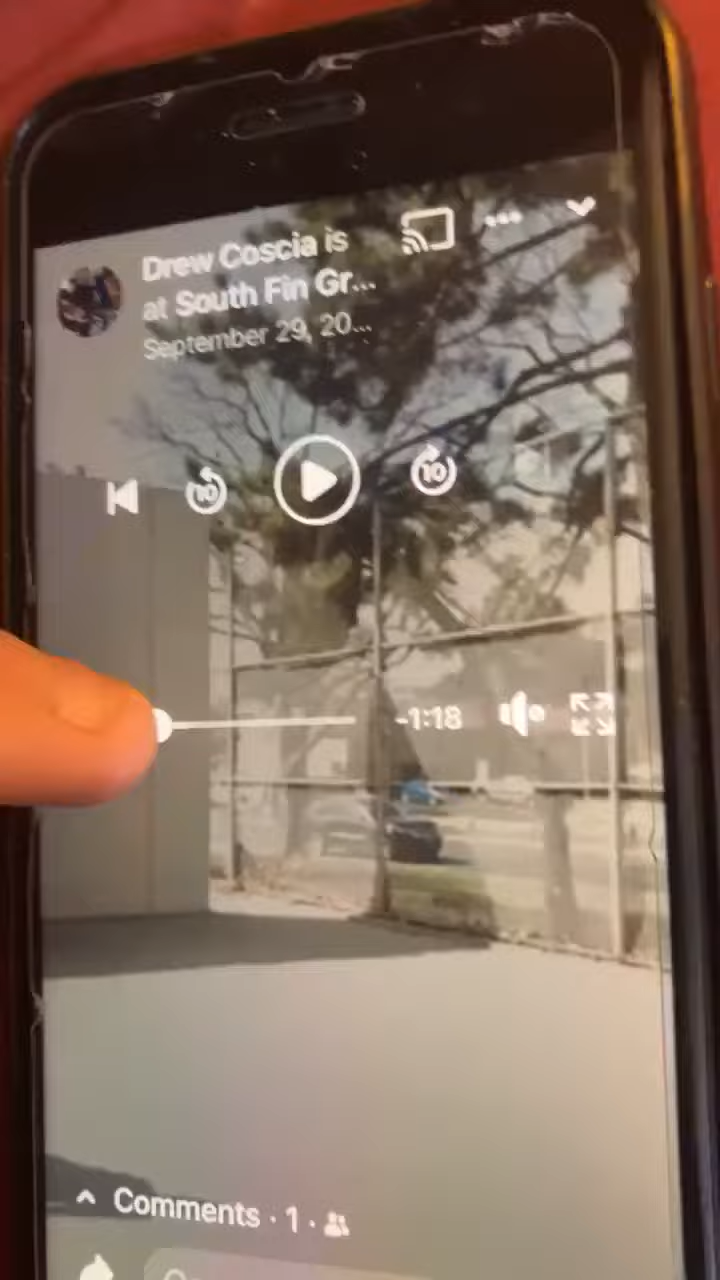 Drew Coscia is
at South Fin Gr...
September 29, 20...
10
10
-1:18
Comments · 1 ·